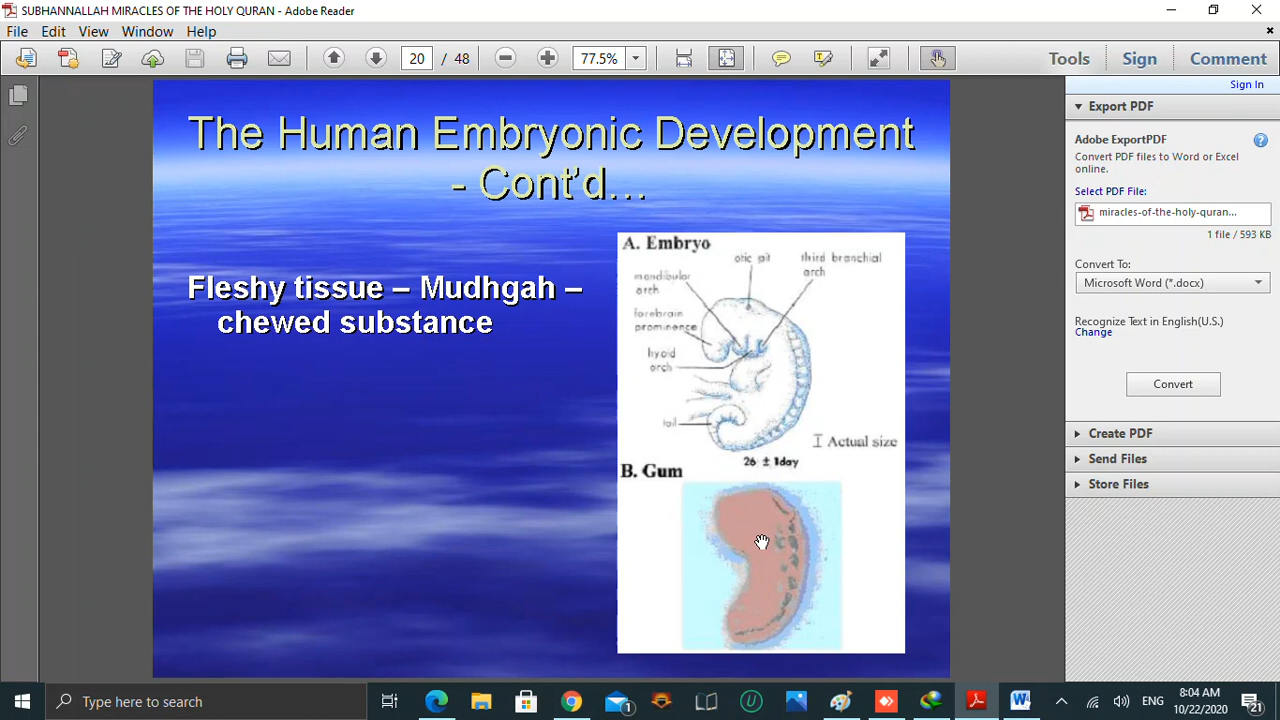 SUBHANNALLAH MIRACLES OF THE HOLY QURAN - Adobe Reader
File Edit View Window Help
20 / 48 77.5% Tools Sign Comment
Sign In
Export PDF
Adobe ExportPDF
Convert PDF files to Word or Excel
online.
Select PDF File:
miracles-of-the-holy-quran...
1 file / 593 KB
Convert To:
Microsoft Word (*.docx)
Recognize Text in English(U.S.)
Change
Convert
Create PDF
Send Files
Store Files
The Human Embryonic Development
- Cont'd...
Fleshy tissue – Mudhgah –
chewed substance
A. Embryo
otic pit
third branchial
arch
mandibular
arch
forebrain
prominence
hyoid
arch
tail
Actual size
26 ± 1day
B. Gum
Type here to search
1
ENG
8:04 AM
10/22/2020
21